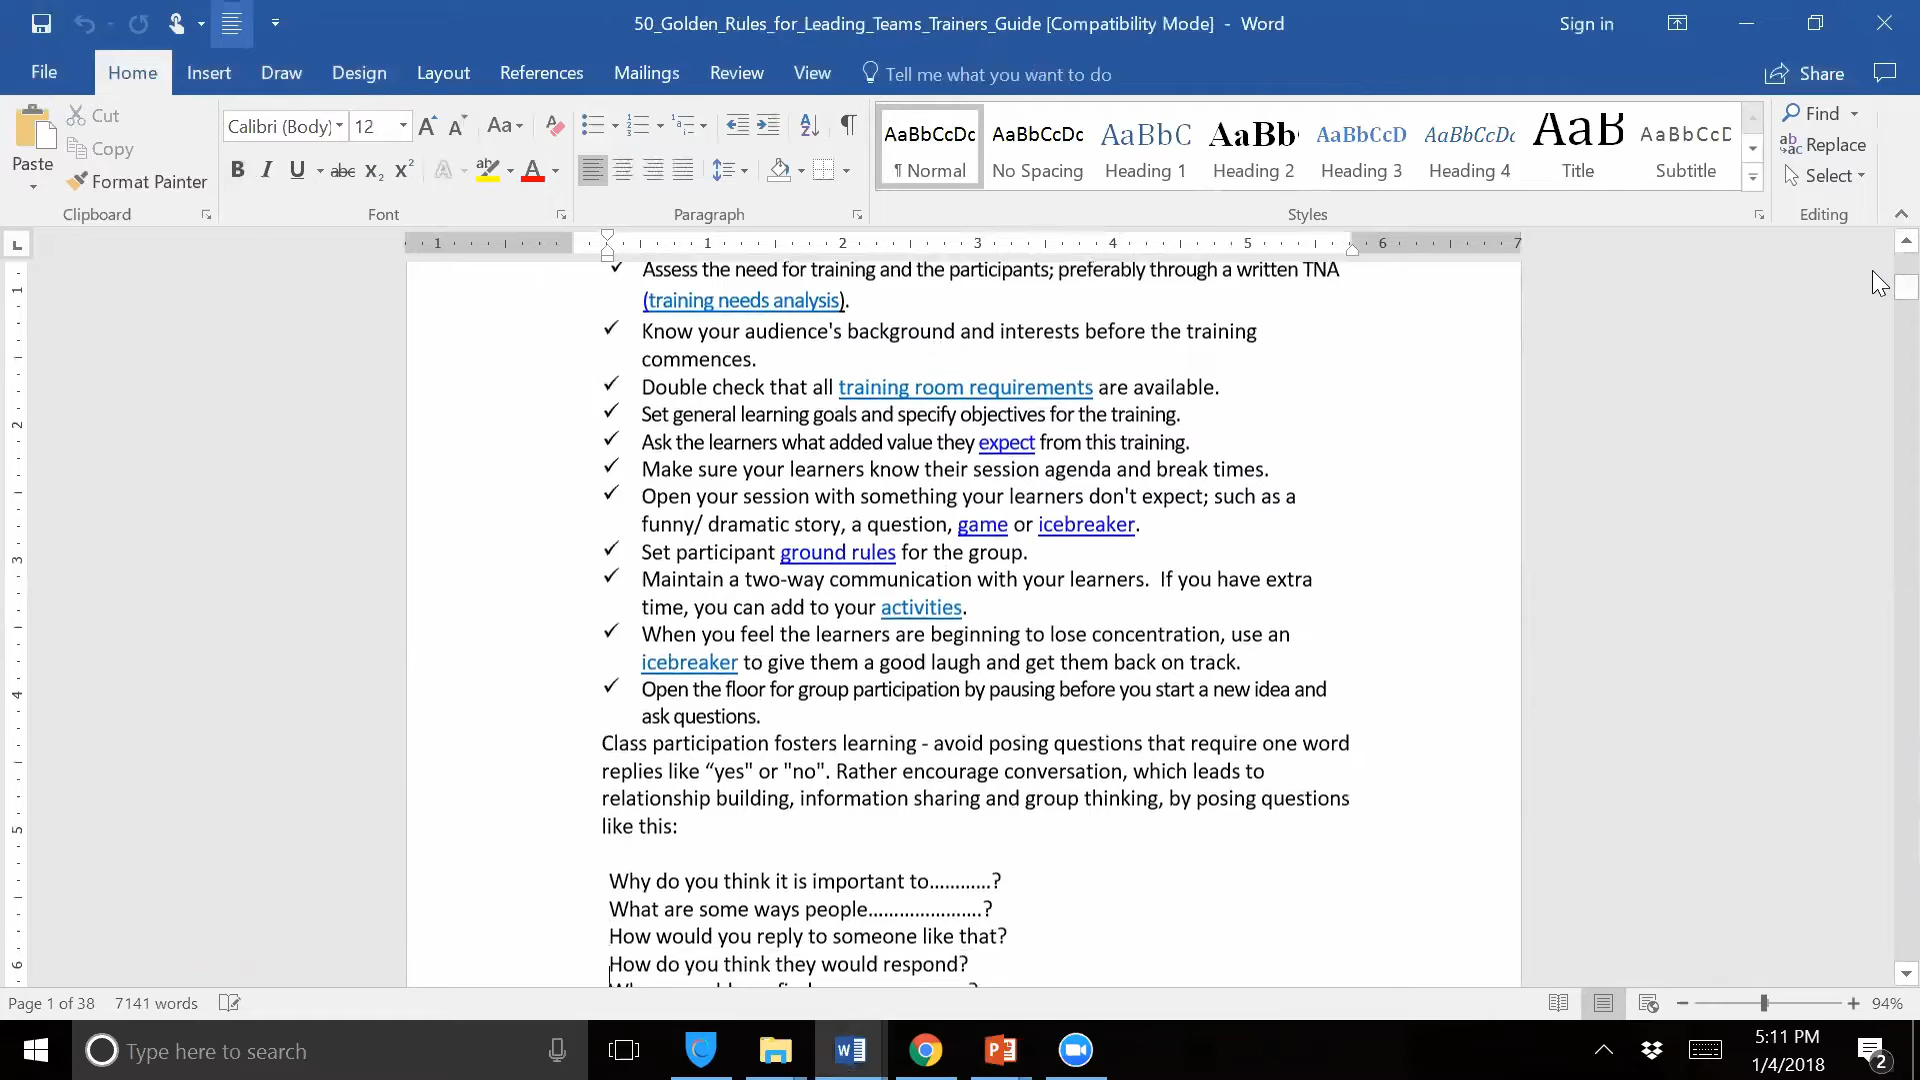 50_Golden_Rules_for_Leading_Teams_Trainers_Guide [Compatibility Mode] - Word
Sign in
File Home Insert Draw Design Layout References Mailings Review View Tell me what you want to do
Share
Paste
Cut
Copy
Format Painter
Calibri (Body) 12
Aa
B I U abc X₂ X²
AaBbCcDc AaBbCcDc AaBbC AaBb AaBbCcD AaBbCcDc AaB AaBbCcD
¶ Normal No Spacing Heading 1 Heading 2 Heading 3 Heading 4 Title Subtitle
Find
Replace
Select
Clipboard Font Paragraph Styles Editing
1 1 2 3 4 5 6 7
Assess the need for training and the participants; preferably through a written TNA
(training needs analysis).
Know your audience's background and interests before the training
commences.
Double check that all training room requirements are available.
Set general learning goals and specify objectives for the training.
Ask the learners what added value they expect from this training.
Make sure your learners know their session agenda and break times.
Open your session with something your learners don't expect; such as a
funny/ dramatic story, a question, game or icebreaker.
Set participant ground rules for the group.
Maintain a two-way communication with your learners.  If you have extra
time, you can add to your activities.
When you feel the learners are beginning to lose concentration, use an
icebreaker to give them a good laugh and get them back on track.
Open the floor for group participation by pausing before you start a new idea and
ask questions.
Class participation fosters learning - avoid posing questions that require one word
replies like “yes" or "no". Rather encourage conversation, which leads to
relationship building, information sharing and group thinking, by posing questions
like this:
Why do you think it is important to............?
What are some ways people......................?
How would you reply to someone like that?
How do you think they would respond?
Page 1 of 38 7141 words
94%
Type here to search
5:11 PM
1/4/2018
2